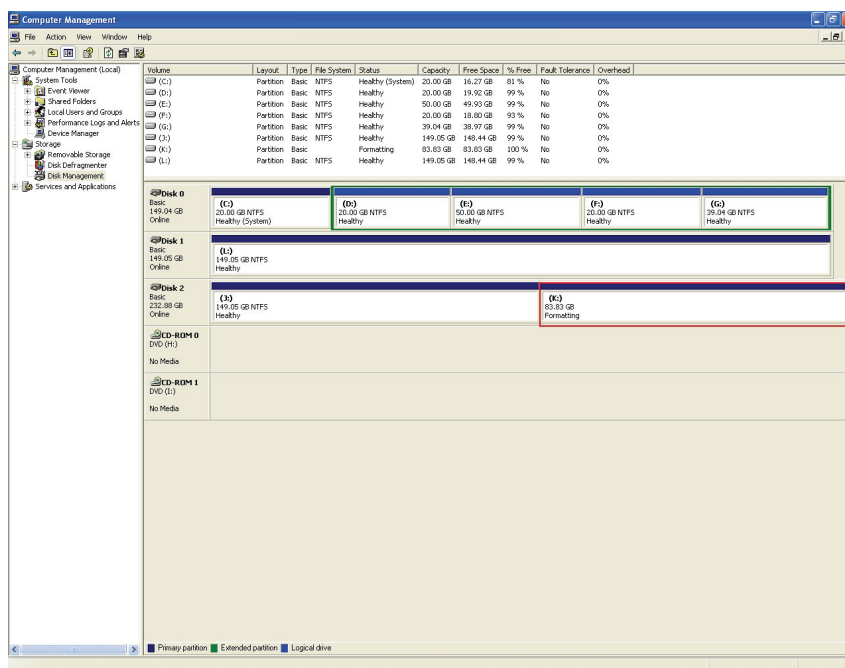 Computer Management
File Action View Window Help
Computer Management (Local)
System Tools
Event Viewer
Shared Folders
Local Users and Groups
Performance Logs and Alerts
Device Manager
Storage
Removable Storage
Disk Defragmenter
Disk Management
Services and Applications
Volume Layout Type File System Status Capacity Free Space % Free Fault Tolerance Overhead
(C:) Partition Basic NTFS Healthy (System) 20.00 GB 16.27 GB 81 % No 0%
(D:) Partition Basic NTFS Healthy 20.00 GB 19.92 GB 99 % No 0%
(E:) Partition Basic NTFS Healthy 50.00 GB 49.93 GB 99 % No 0%
(F:) Partition Basic NTFS Healthy 20.00 GB 18.80 GB 93 % No 0%
(G:) Partition Basic NTFS Healthy 39.04 GB 38.97 GB 99 % No 0%
(J:) Partition Basic NTFS Healthy 149.05 GB 148.44 GB 99 % No 0%
(K:) Partition Basic Formatting 83.83 GB 83.83 GB 100 % No 0%
(L:) Partition Basic NTFS Healthy 149.05 GB 148.44 GB 99 % No 0%
Disk 0
Basic
149.04 GB
Online
(C:)
20.00 GB NTFS
Healthy (System)
(D:)
20.00 GB NTFS
Healthy
(E:)
50.00 GB NTFS
Healthy
(F:)
20.00 GB NTFS
Healthy
(G:)
39.04 GB NTFS
Healthy
Disk 1
Basic
149.05 GB
Online
(L:)
149.05 GB NTFS
Healthy
Disk 2
Basic
232.88 GB
Online
(J:)
149.05 GB NTFS
Healthy
(K:)
83.83 GB
Formatting
CD-ROM 0
DVD (H:)
No Media
CD-ROM 1
DVD (I:)
No Media
Primary partition Extended partition Logical drive